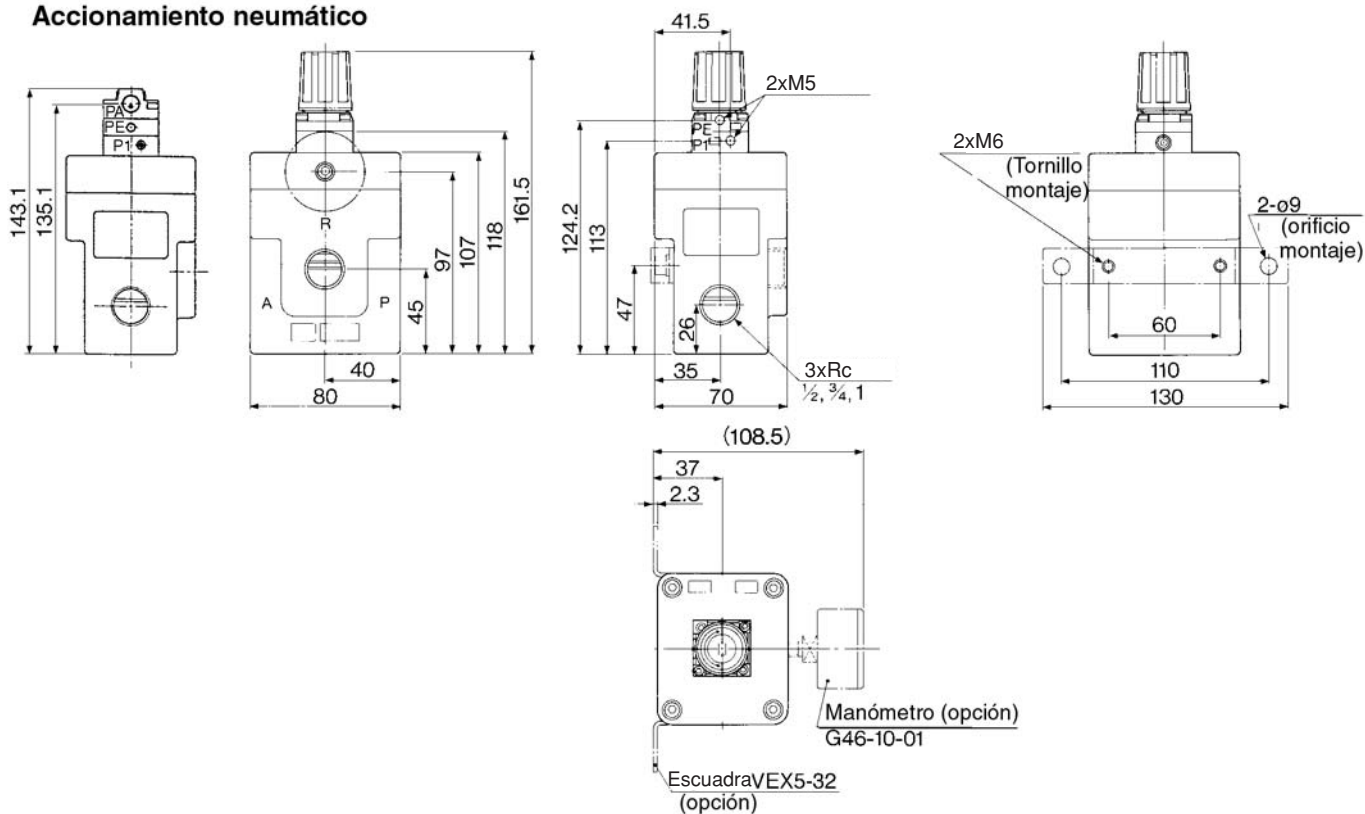 Accionamiento neumático
143.1
135.1
PA
PE
P1
R
A
P
45
97
107
118
161.5
40
80
41.5
2xM5
PE
P1
124.2
113
47
26
35
70
3xRc
½, ¾, 1
2xM6
(Tornillo
montaje)
2-ø9
(orificio
montaje)
60
110
130
(108.5)
37
2.3
Manómetro (opción)
G46-10-01
EscuadraVEX5-32
(opción)